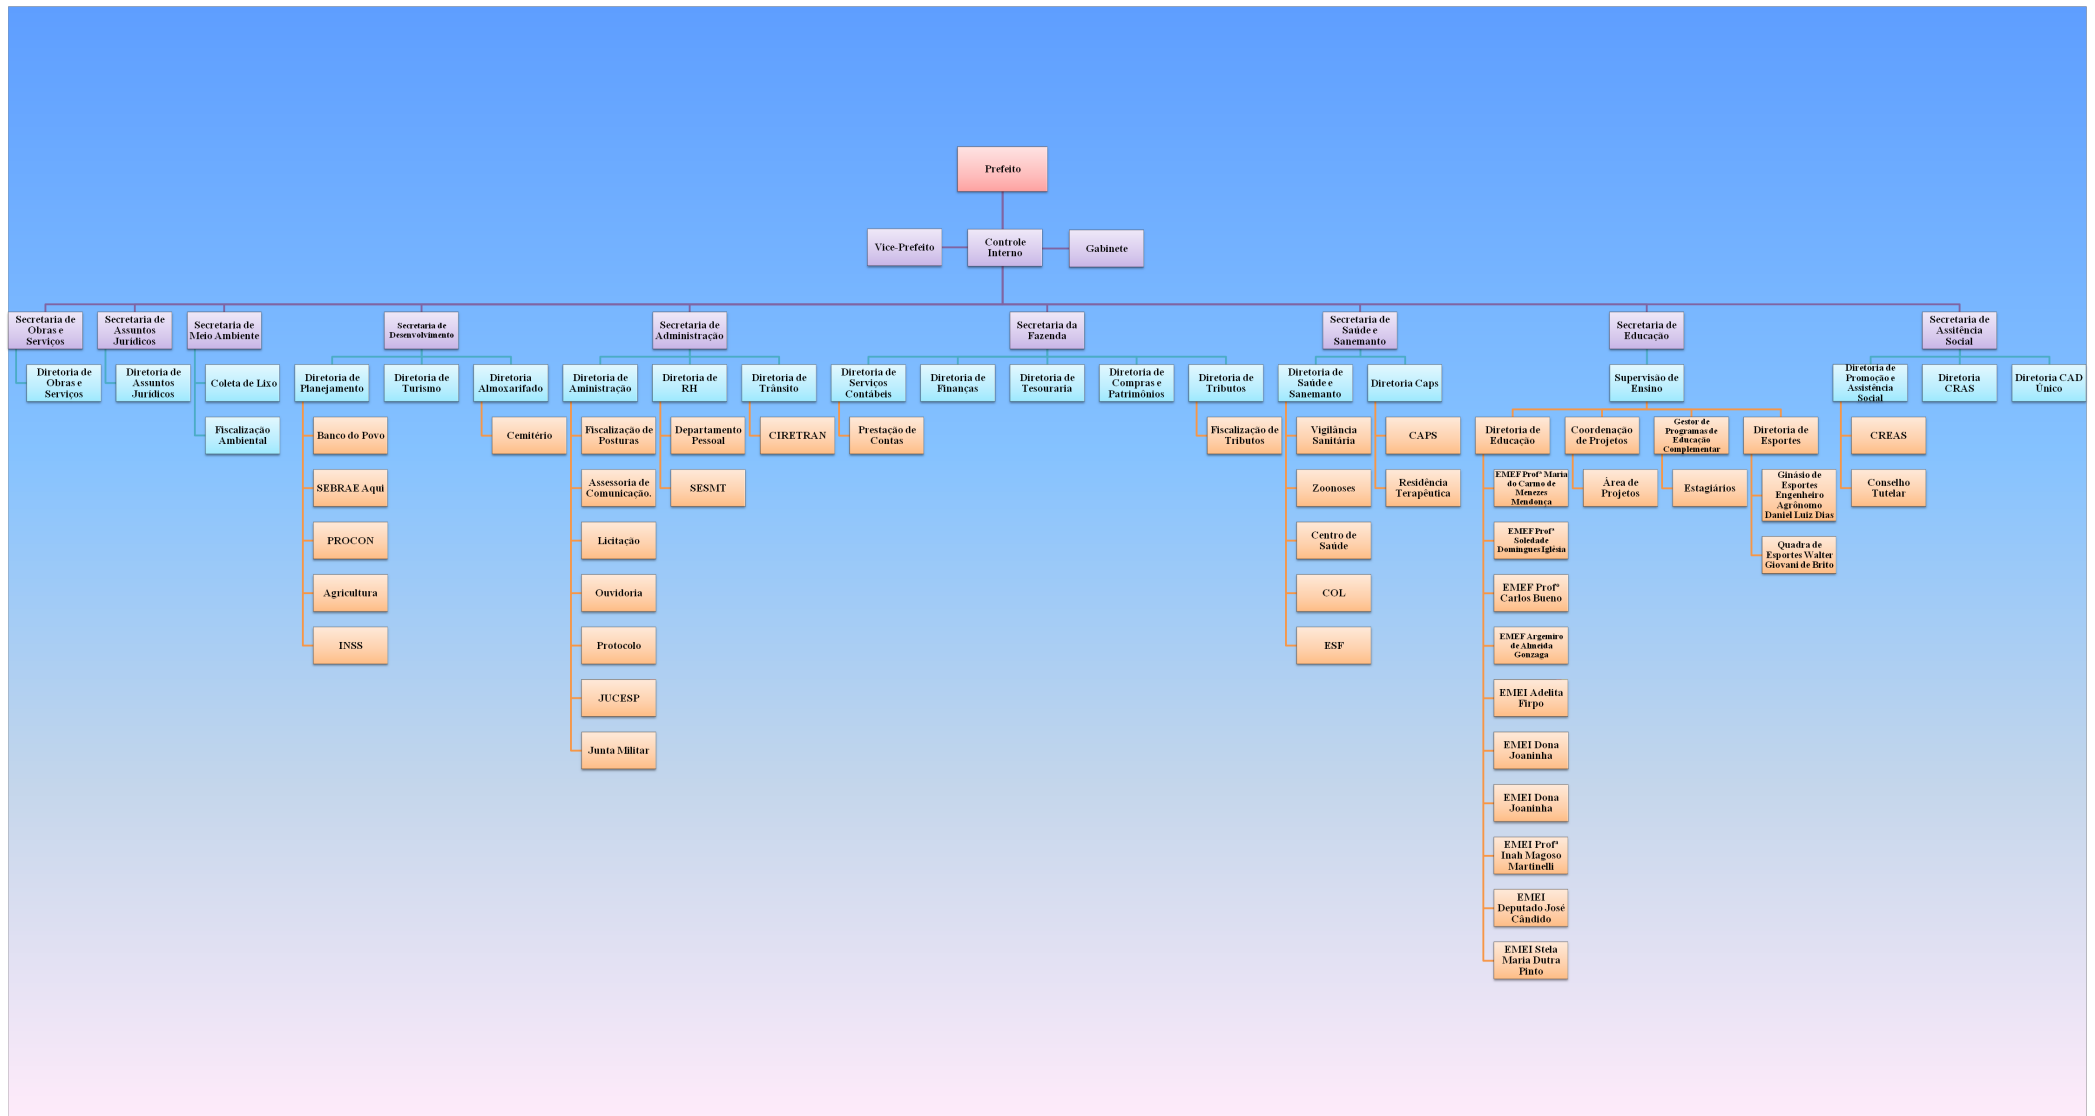 Prefeito
Vice-Prefeito
Controle
Interno
Gabinete
Secretaria de
Obras e
Serviços
Diretoria de
Obras e
Serviços
Secretaria de
Assuntos
Jurídicos
Diretoria de
Assuntos
Jurídicos
Secretaria de
Meio Ambiente
Coleta de Lixo
Fiscalização
Ambiental
Secretaria de
Desenvolvimento
Diretoria de
Planejamento
Banco do Povo
SEBRAE Aqui
PROCON
Agricultura
INSS
Diretoria de
Turismo
Diretoria
Almoxarifado
Cemitério
Secretaria de
Administração
Diretoria de
Aministração
Fiscalização de
Posturas
Assessoria de
Comunicação.
Licitação
Ouvidoria
Protocolo
JUCESP
Junta Militar
Diretoria de
RH
Departamento
Pessoal
SESMT
Diretoria de
Trânsito
CIRETRAN
Secretaria da
Fazenda
Diretoria de
Serviços
Contábeis
Prestação de
Contas
Diretoria de
Finanças
Diretoria de
Tesouraria
Diretoria de
Compras e
Patrimônios
Diretoria de
Tributos
Fiscalização de
Tributos
Secretaria de
Saúde e
Sanemanto
Diretoria de
Saúde e
Sanemanto
Vigilância
Sanitária
Zoonoses
Centro de
Saúde
COL
ESF
Diretoria Caps
CAPS
Residência
Terapêutica
Secretaria de
Educação
Supervisão de
Ensino
Diretoria de
Educação
EMEF Profª Maria
do Carmo de
Menezes
Mendonça
EMEF Profª
Soledade
Domingues Iglésia
EMEF Profº
Carlos Bueno
EMEF Argemiro
de Almeida
Gonzaga
EMEI Adelita
Firpo
EMEI Dona
Joaninha
EMEI Dona
Joaninha
EMEI Profª
Inah Magoso
Martinelli
EMEI
Deputado José
Cândido
EMEI Stela
Maria Dutra
Pinto
Coordenação
de Projetos
Área de
Projetos
Gestor de
Programas de
Educação
Complementar
Estagiários
Diretoria de
Esportes
Ginásio de
Esportes
Engenheiro
Agrônomo
Daniel Luiz Dias
Quadra de
Esportes Walter
Giovani de Brito
Secretaria de
Assitência
Social
Diretoria de
Promoção e
Assistência
Social
CREAS
Conselho
Tutelar
Diretoria
CRAS
Diretoria CAD
Único